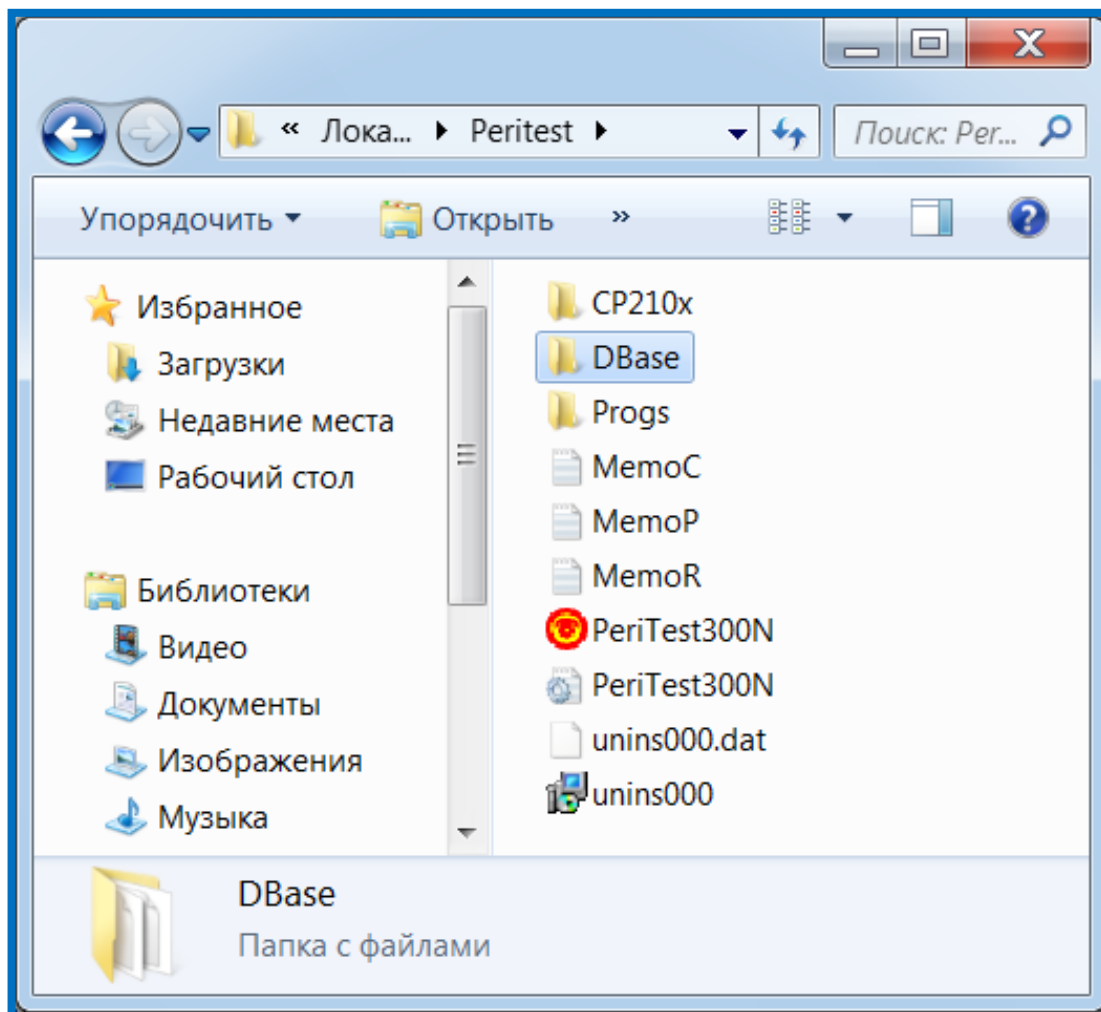 « Лока... Peritest
Поиск: Per...
Упорядочить
Открыть
»
Избранное
Загрузки
Недавние места
Рабочий стол
Библиотеки
Видео
Документы
Изображения
Музыка
CP210x
DBase
Progs
MemoC
MemoP
MemoR
PeriTest300N
PeriTest300N
unins000.dat
unins000
DBase
Папка с файлами